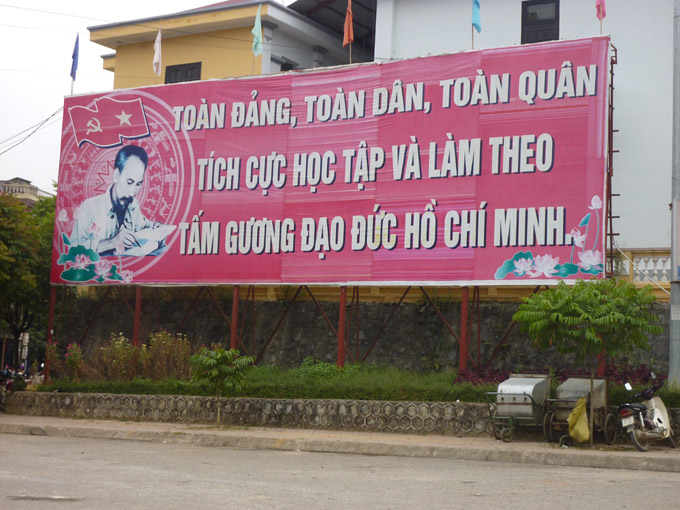 TOÀN ĐẢNG, TOÀN DÂN, TOÀN QUÂN
TÍCH CỰC HỌC TẬP VÀ LÀM THEO
TẤM GƯƠNG ĐẠO ĐỨC HỒ CHÍ MINH.